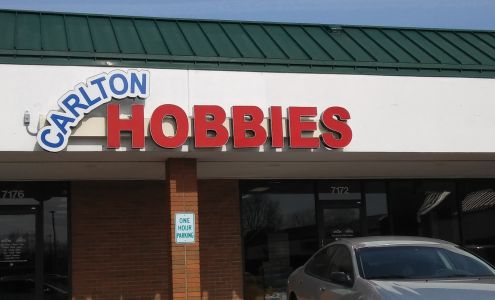 CARLTON
HOBBIES
7176
7172
ONE
HOUR
PARKING